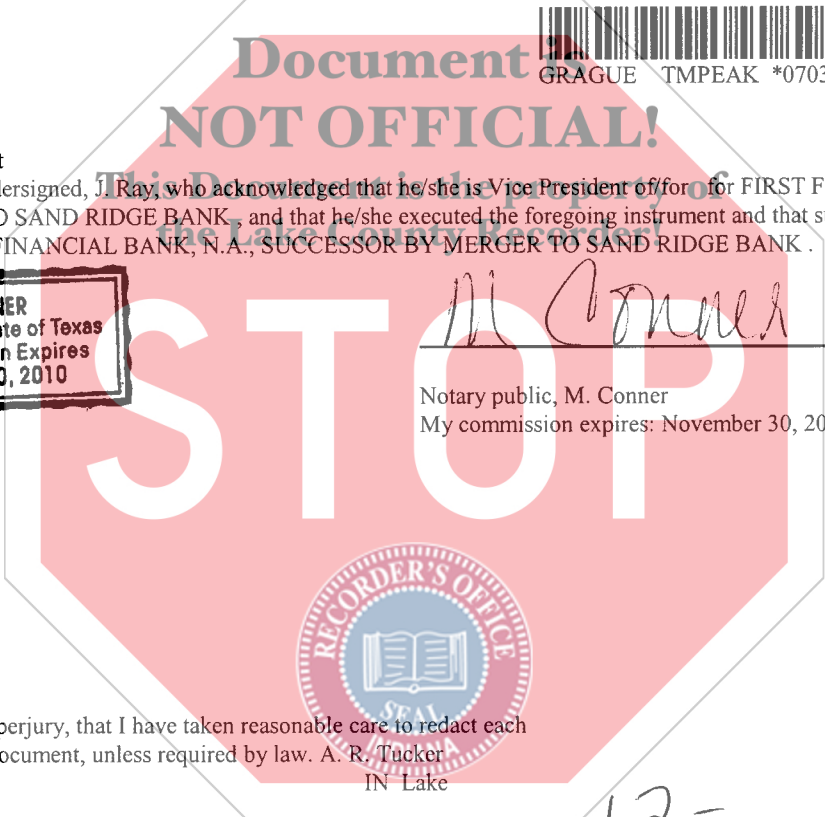 Document is
GRAGUE TMPEAK *0703
NOT OFFICIAL!
t
dersigned, J. Ray, who acknowledged that he/she is Vice President of/for for FIRST F
This Document is the property of
O SAND RIDGE BANK , and that he/she executed the foregoing instrument and that s
the Lake County Recorder!
FINANCIAL BANK, N.A., SUCCESSOR BY MERGER TO SAND RIDGE BANK .
NER
te of Texas
n Expires
0, 2010
M Conner
STOP
Notary public, M. Conner
My commission expires: November 30, 20
RECORDER'S OFFICE
SEAL
INDIANA
perjury, that I have taken reasonable care to redact each
ocument, unless required by law. A. R. Tucker
IN Lake
12-